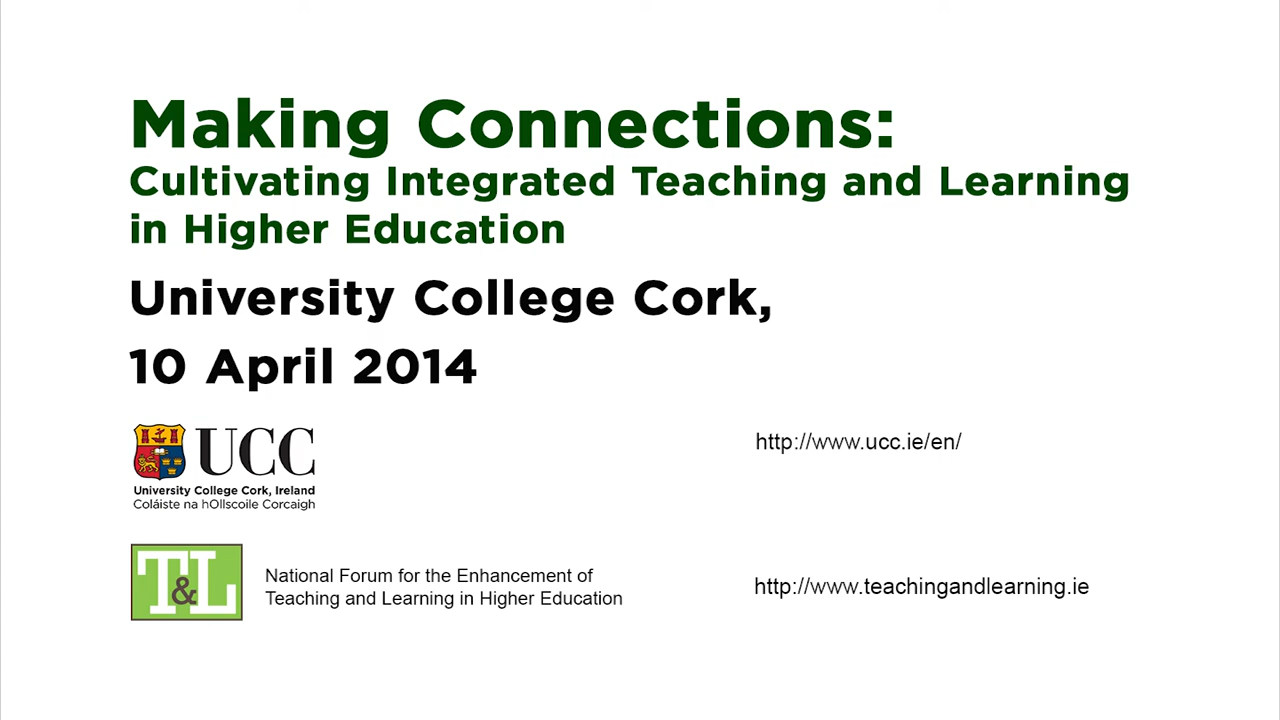 Making Connections:
Cultivating Integrated Teaching and Learning
in Higher Education
University College Cork,
10 April 2014
UCC
University College Cork, Ireland
Coláiste na hOllscoile Corcaigh
http://www.ucc.ie/en/
T&L
National Forum for the Enhancement of
Teaching and Learning in Higher Education
http://www.teachingandlearning.ie